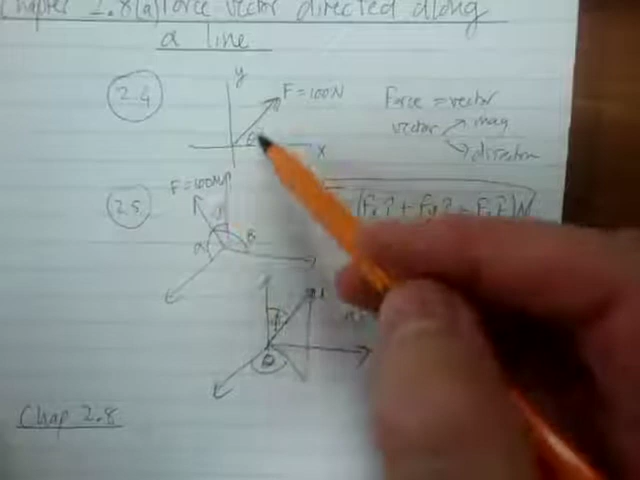 Chapter 2.8(a) Force vector directed along
a line
2.4
y
F = 100N
θ
x
Force = vector
vector
mag
direction
2.5
F = 100N
α
β
θ
Chap 2.8